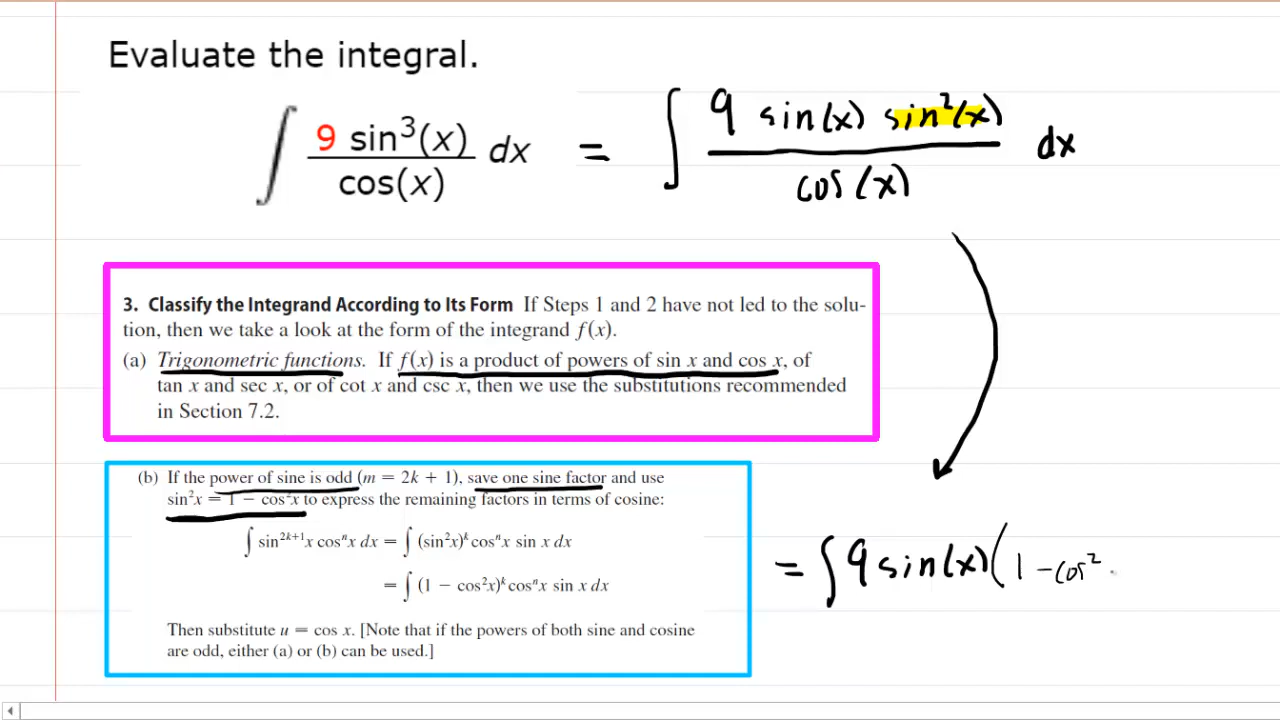 Evaluate the integral.
∫ 9 sin³(x) / cos(x) dx = ∫ 9 sin(x) sin²(x) / cos(x) dx
3. Classify the Integrand According to Its Form If Steps 1 and 2 have not led to the solu-
tion, then we take a look at the form of the integrand f(x).
(a) Trigonometric functions. If f(x) is a product of powers of sin x and cos x, of
tan x and sec x, or of cot x and csc x, then we use the substitutions recommended
in Section 7.2.
(b) If the power of sine is odd (m = 2k + 1), save one sine factor and use
sin²x = 1 − cos²x to express the remaining factors in terms of cosine:
∫ sin²ᵏ⁺¹x cosⁿx dx = ∫ (sin²x)ᵏ cosⁿx sin x dx
= ∫ (1 − cos²x)ᵏ cosⁿx sin x dx
Then substitute u = cos x. [Note that if the powers of both sine and cosine
are odd, either (a) or (b) can be used.]
= ∫ 9 sin(x) (1 − cos²